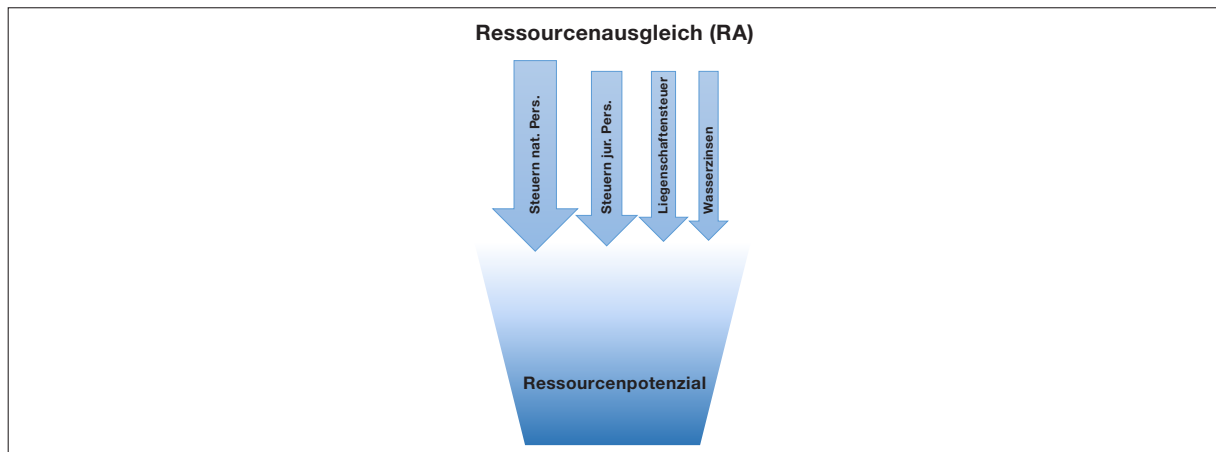 Ressourcenausgleich (RA)
Steuern nat. Pers.
Steuern jur. Pers.
Liegenschaftensteuer
Wasserzinsen
Ressourcenpotenzial